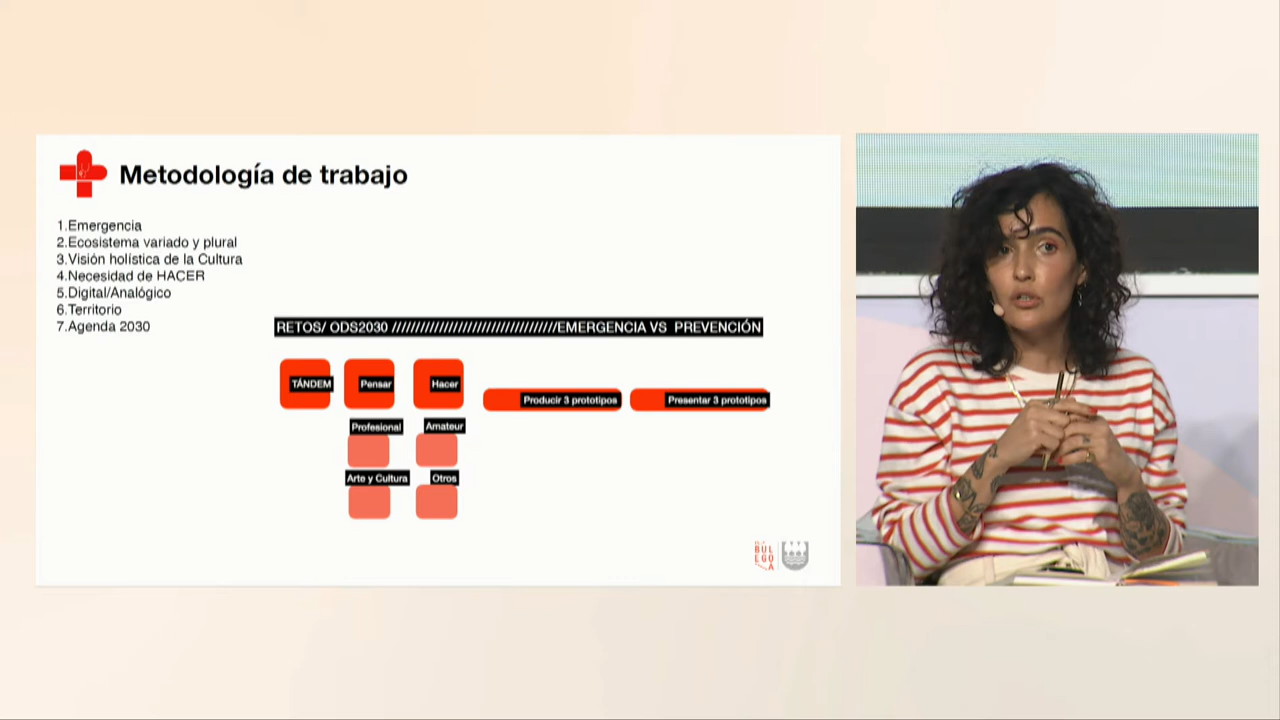 Metodología de trabajo
1.Emergencia
2.Ecosistema variado y plural
3.Visión holística de la Cultura
4.Necesidad de HACER
5.Digital/Analógico
6.Territorio
7.Agenda 2030
RETOS/ ODS2030 ///////////////////////////////////EMERGENCIA VS PREVENCIÓN
TÁNDEM
Pensar
Hacer
Producir 3 prototipos
Presentar 3 prototipos
Profesional
Amateur
Arte y Cultura
Otros